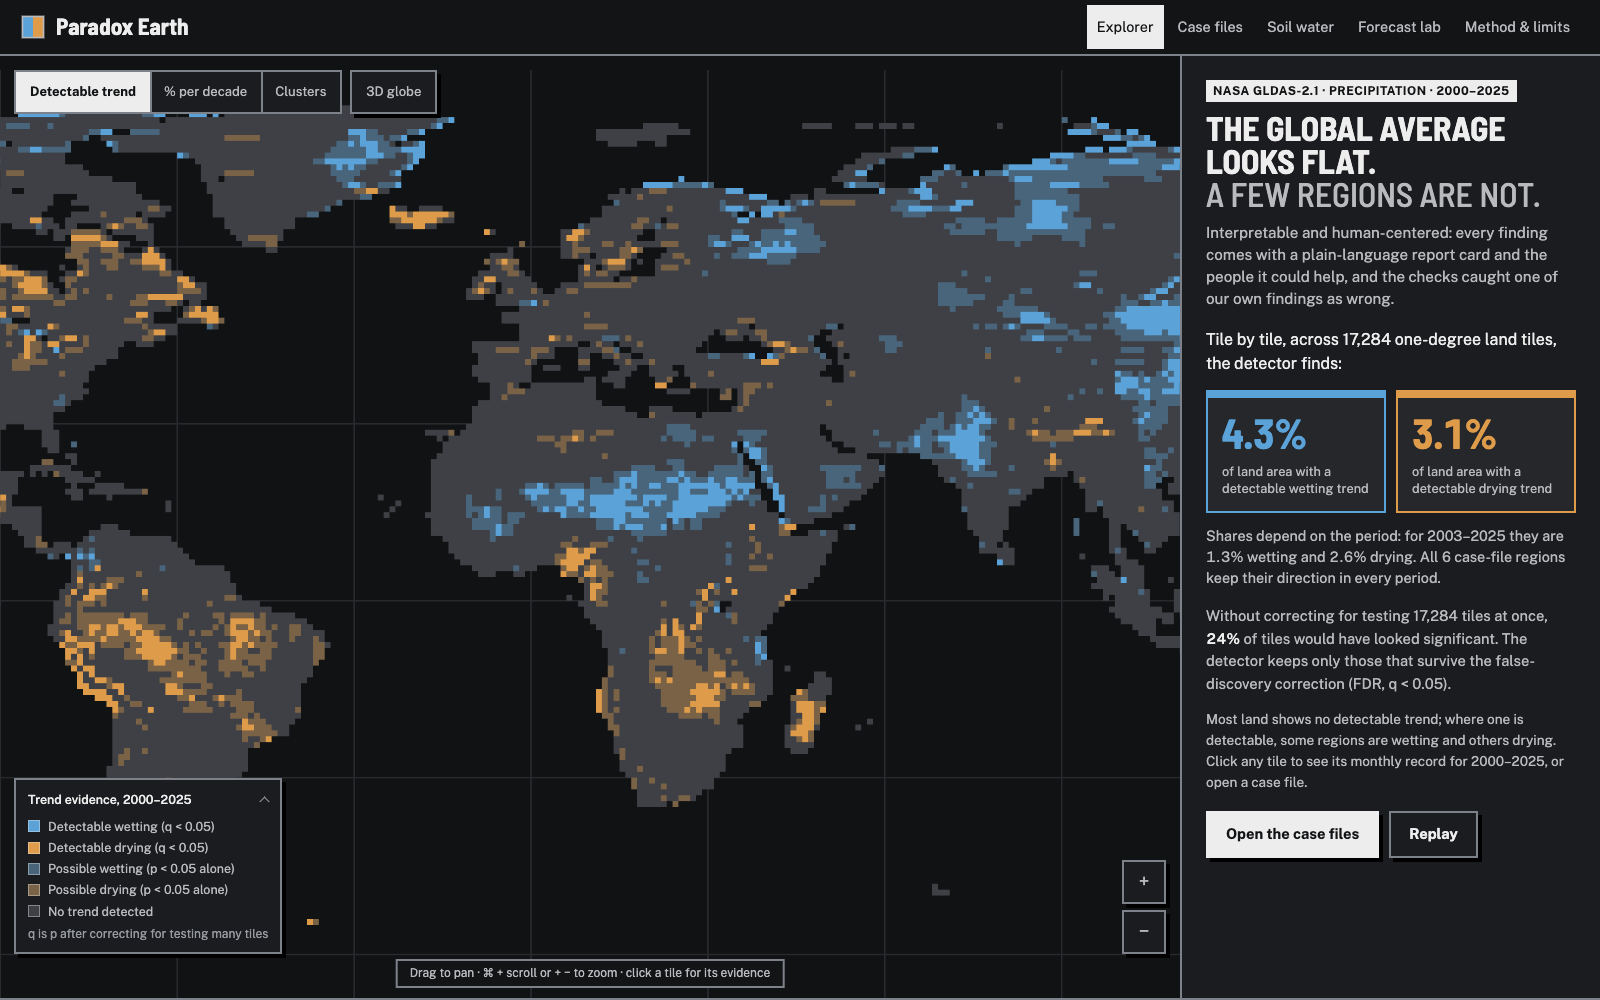 Paradox Earth
Explorer
Case files
Soil water
Forecast lab
Method & limits
Detectable trend
% per decade
Clusters
3D globe
NASA GLDAS-2.1 · PRECIPITATION · 2000–2025
THE GLOBAL AVERAGE
LOOKS FLAT.
A FEW REGIONS ARE NOT.
Interpretable and human-centered: every finding
comes with a plain-language report card and the
people it could help, and the checks caught one of
our own findings as wrong.
Tile by tile, across 17,284 one-degree land tiles,
the detector finds:
4.3%
of land area with a
detectable wetting trend
3.1%
of land area with a
detectable drying trend
Shares depend on the period: for 2003–2025 they are
1.3% wetting and 2.6% drying. All 6 case-file regions
keep their direction in every period.
Without correcting for testing 17,284 tiles at once,
24% of tiles would have looked significant. The
detector keeps only those that survive the false-
discovery correction (FDR, q < 0.05).
Most land shows no detectable trend; where one is
detectable, some regions are wetting and others drying.
Click any tile to see its monthly record for 2000–2025, or
open a case file.
Open the case files
Replay
Trend evidence, 2000–2025
Detectable wetting (q < 0.05)
Detectable drying (q < 0.05)
Possible wetting (p < 0.05 alone)
Possible drying (p < 0.05 alone)
No trend detected
q is p after correcting for testing many tiles
+
−
Drag to pan · ⌘ + scroll or + − to zoom · click a tile for its evidence